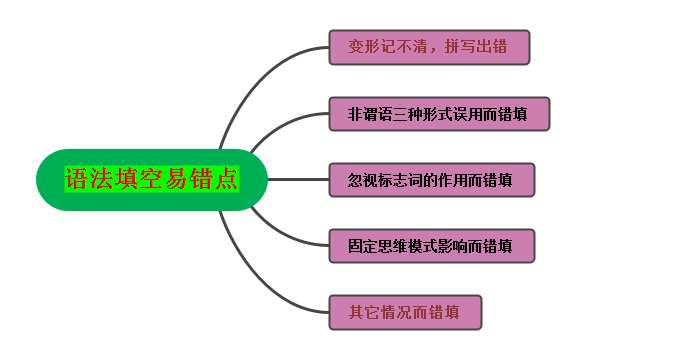 语法填空易错点
变形记不清，拼写出错
非谓语三种形式误用而错填
忽视标志词的作用而错填
固定思维模式影响而错填
其它情况而错填